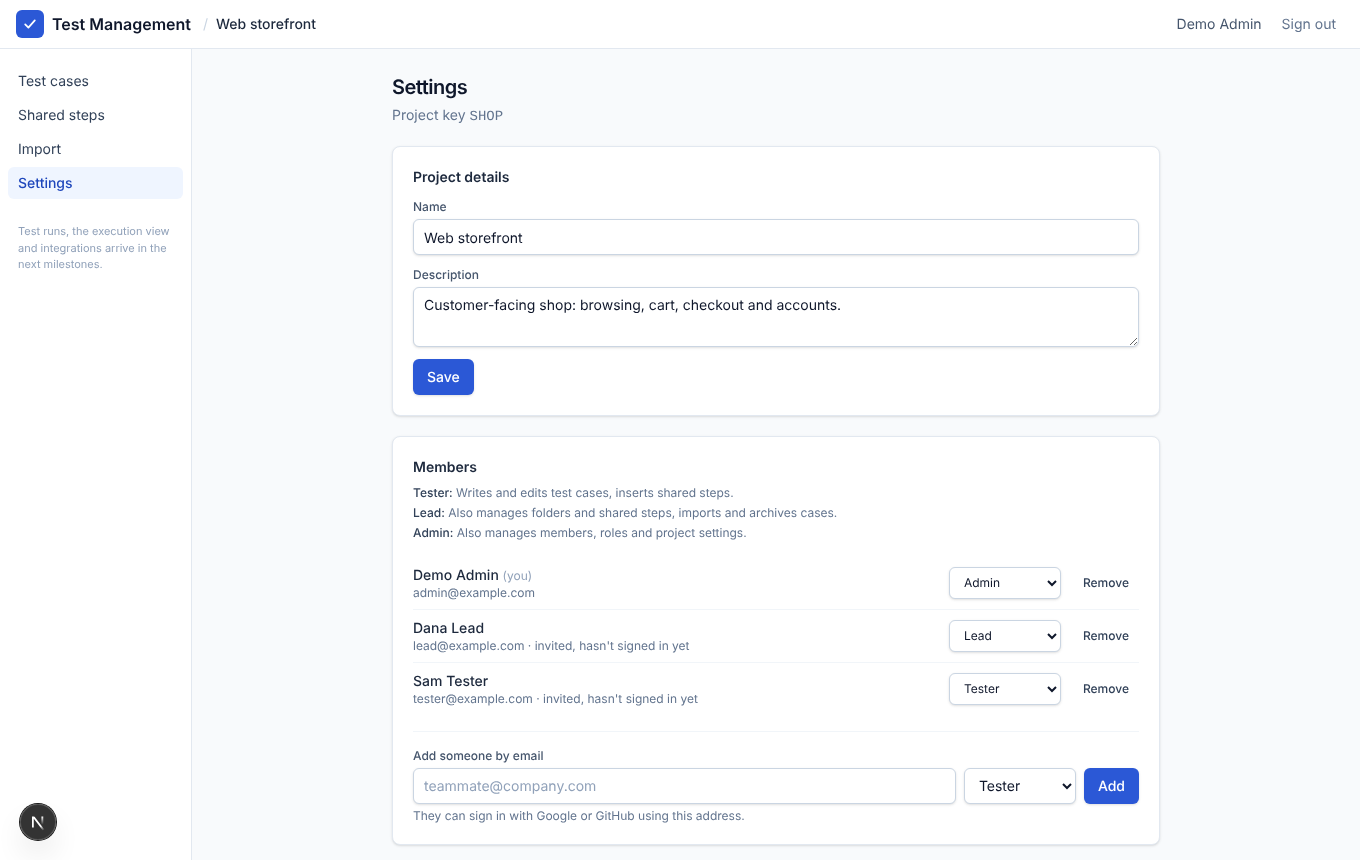 Test Management / Web storefront
Demo Admin
Sign out
Test cases
Shared steps
Import
Settings
Test runs, the execution view
and integrations arrive in the
next milestones.
Settings
Project key SHOP
Project details
Name
Web storefront
Description
Customer-facing shop: browsing, cart, checkout and accounts.
Save
Members
Tester: Writes and edits test cases, inserts shared steps.
Lead: Also manages folders and shared steps, imports and archives cases.
Admin: Also manages members, roles and project settings.
Demo Admin (you)
admin@example.com
Admin
Remove
Dana Lead
lead@example.com · invited, hasn't signed in yet
Lead
Remove
Sam Tester
tester@example.com · invited, hasn't signed in yet
Tester
Remove
Add someone by email
teammate@company.com
Tester
Add
They can sign in with Google or GitHub using this address.
N